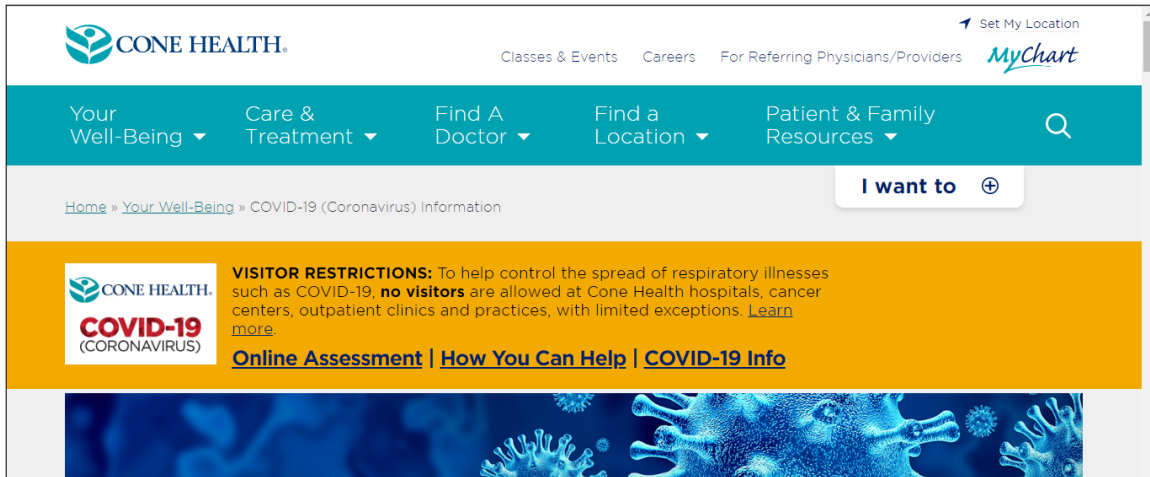 Set My Location
CONE HEALTH.
Classes & Events Careers For Referring Physicians/Providers MyChart
Your
Well-Being
Care &
Treatment
Find A
Doctor
Find a
Location
Patient & Family
Resources
I want to
Home » Your Well-Being » COVID-19 (Coronavirus) Information
CONE HEALTH.
COVID-19
(CORONAVIRUS)
VISITOR RESTRICTIONS: To help control the spread of respiratory illnesses
such as COVID-19, no visitors are allowed at Cone Health hospitals, cancer
centers, outpatient clinics and practices, with limited exceptions. Learn
more.
Online Assessment | How You Can Help | COVID-19 Info